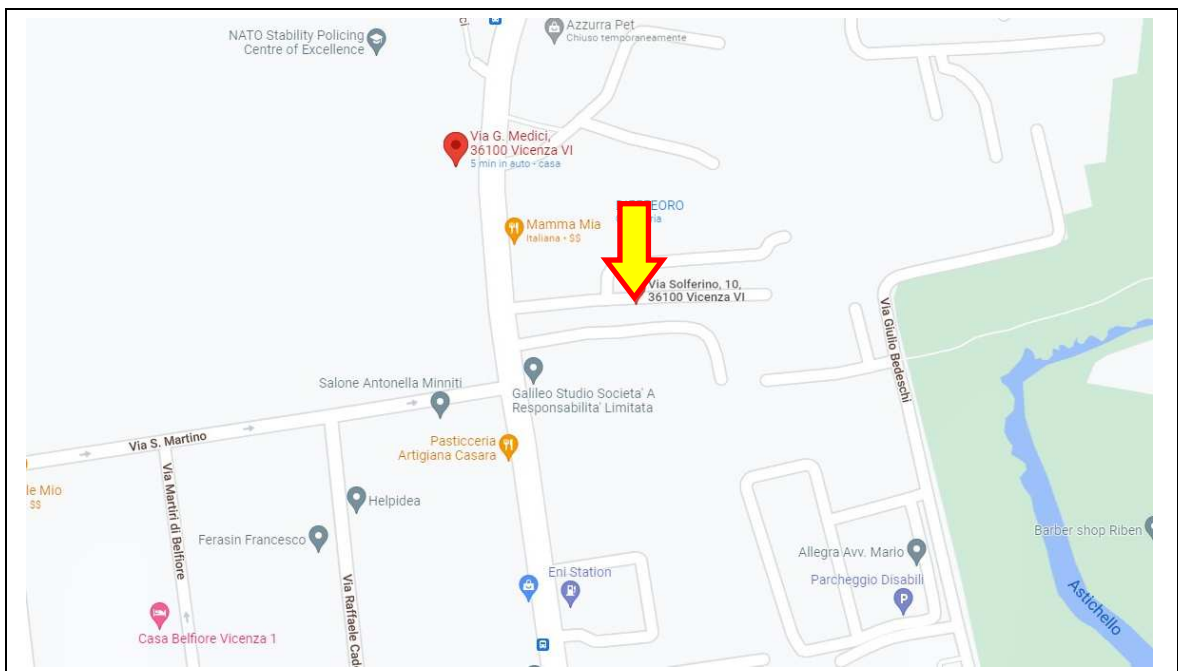 NATO Stability Policing
Centre of Excellence
Azzurra Pet
Chiuso temporaneamente
Via G. Medici,
36100 Vicenza VI
5 min in auto • casa
Mamma Mia
Italiana • $$
Via Solferino, 10,
36100 Vicenza VI
Via Giulio Bedeschi
Salone Antonella Minniti
Galileo Studio Societa' A
Responsabilita' Limitata
Via S. Martino
Pasticceria
Artigiana Casara
le Mio
$$
Via Martiri di Belfiore
Helpidea
Ferasin Francesco
Barber shop Riben
Allegra Avv. Mario
Eni Station
Parcheggio Disabili
P
Via Raffaele Cad
Astichello
Casa Belfiore Vicenza 1